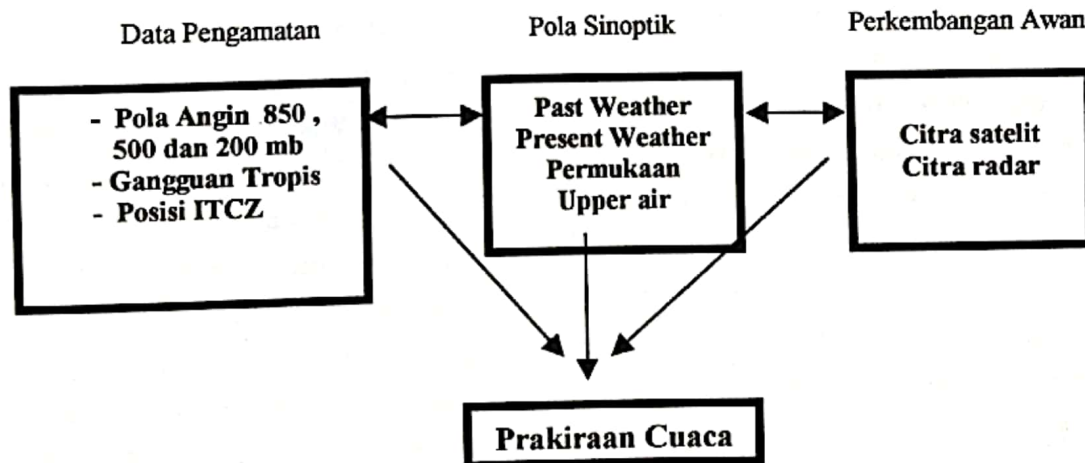 Data Pengamatan
Pola Sinoptik
Perkembangan Awan
- Pola Angin 850 ,
500 dan 200 mb
- Gangguan Tropis
- Posisi ITCZ
Past Weather
Present Weather
Permukaan
Upper air
Citra satelit
Citra radar
Prakiraan Cuaca